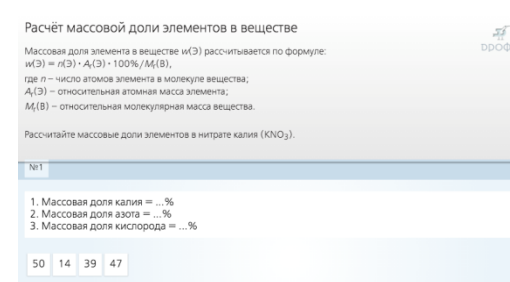 Расчёт массовой доли элементов в веществе
Массовая доля элемента в веществе w(Э) рассчитывается по формуле:
w(Э) = n(Э) · Aᵣ(Э) · 100%/Mᵣ(В),
где n – число атомов элемента в молекуле вещества;
Aᵣ(Э) – относительная атомная масса элемента;
Mᵣ(В) – относительная молекулярная масса вещества.
Рассчитайте массовые доли элементов в нитрате калия (KNO₃).
№1
1. Массовая доля калия = ...%
2. Массовая доля азота = ...%
3. Массовая доля кислорода = ...%
50 14 39 47